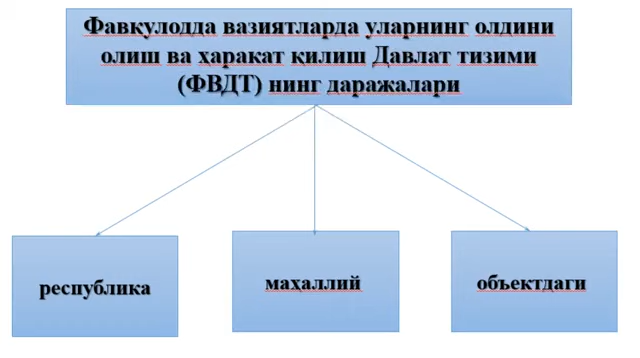 Фавқулодда вазиятларда уларнинг олдини
олиш ва ҳаракат қилиш Давлат тизими
(ФВДТ) нинг даражалари
республика
маҳаллий
объектдаги